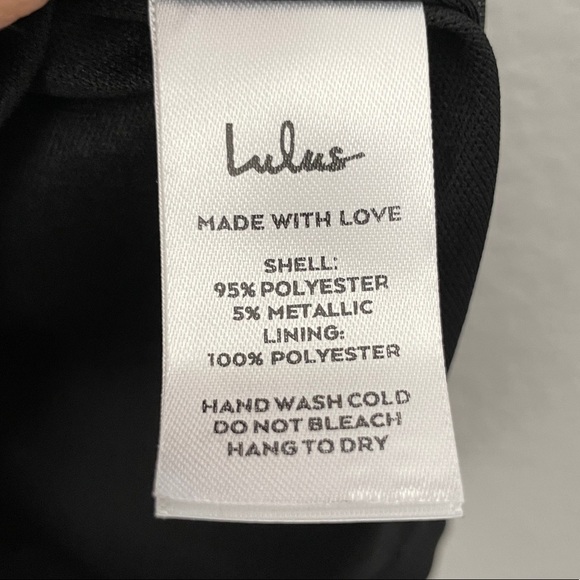 Lulus
MADE WITH LOVE
SHELL:
95% POLYESTER
5% METALLIC
LINING:
100% POLYESTER
HAND WASH COLD
DO NOT BLEACH
HANG TO DRY